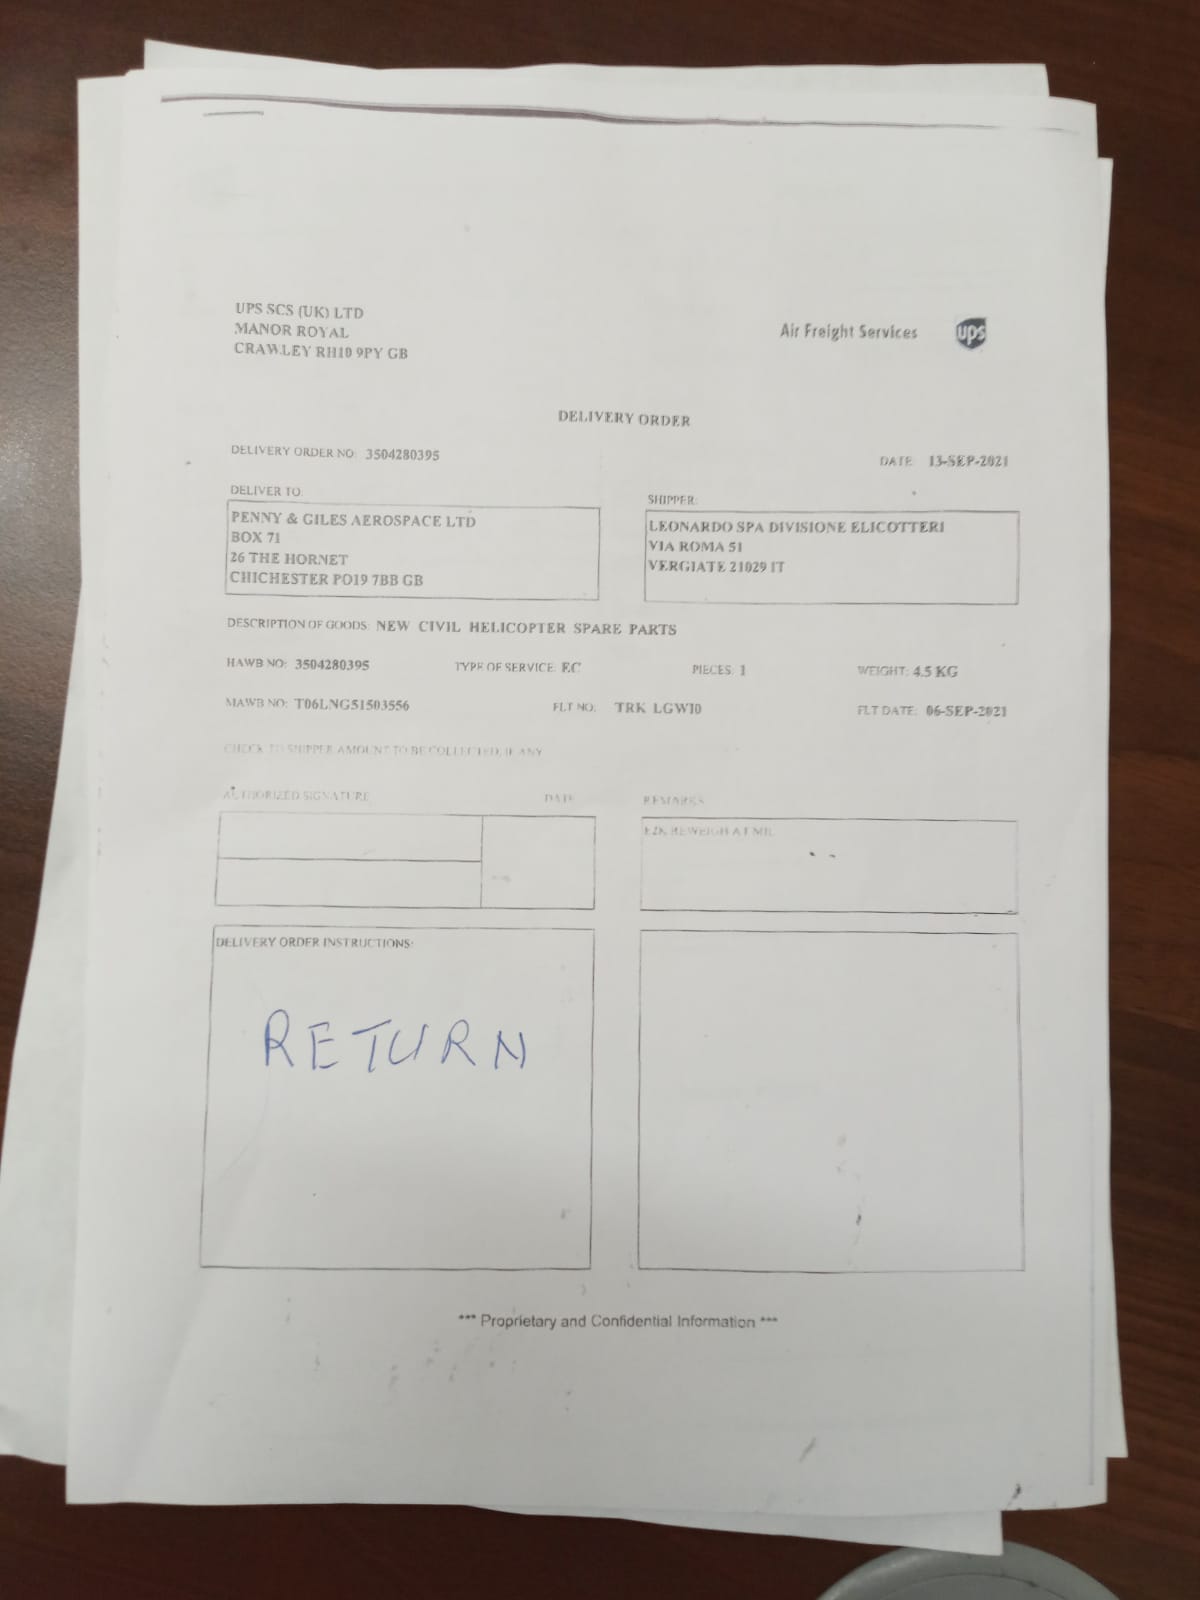 UPS SCS (UK) LTD
MANOR ROYAL
CRAWLEY RH10 9PY GB
Air Freight Services ups
DELIVERY ORDER
DELIVERY ORDER NO: 3504280395
DATE: 13-SEP-2021
DELIVER TO:
PENNY & GILES AEROSPACE LTD
BOX 71
26 THE HORNET
CHICHESTER PO19 7BB GB
SHIPPER:
LEONARDO SPA DIVISIONE ELICOTTERI
VIA ROMA 51
VERGIATE 21029 IT
DESCRIPTION OF GOODS: NEW CIVIL HELICOPTER SPARE PARTS
HAWB NO: 3504280395 TYPE OF SERVICE: EC PIECES: 1 WEIGHT: 4.5 KG
MAWB NO: T06LNG51503556 FLT NO: TRK LGW10 FLT DATE: 06-SEP-2021
CHECK TO SHIPPER AMOUNT TO BE COLLECTED, IF ANY
AUTHORIZED SIGNATURE DATE
REMARKS
REWEIGH AT MIL
DELIVERY ORDER INSTRUCTIONS:
RETURN
*** Proprietary and Confidential Information ***